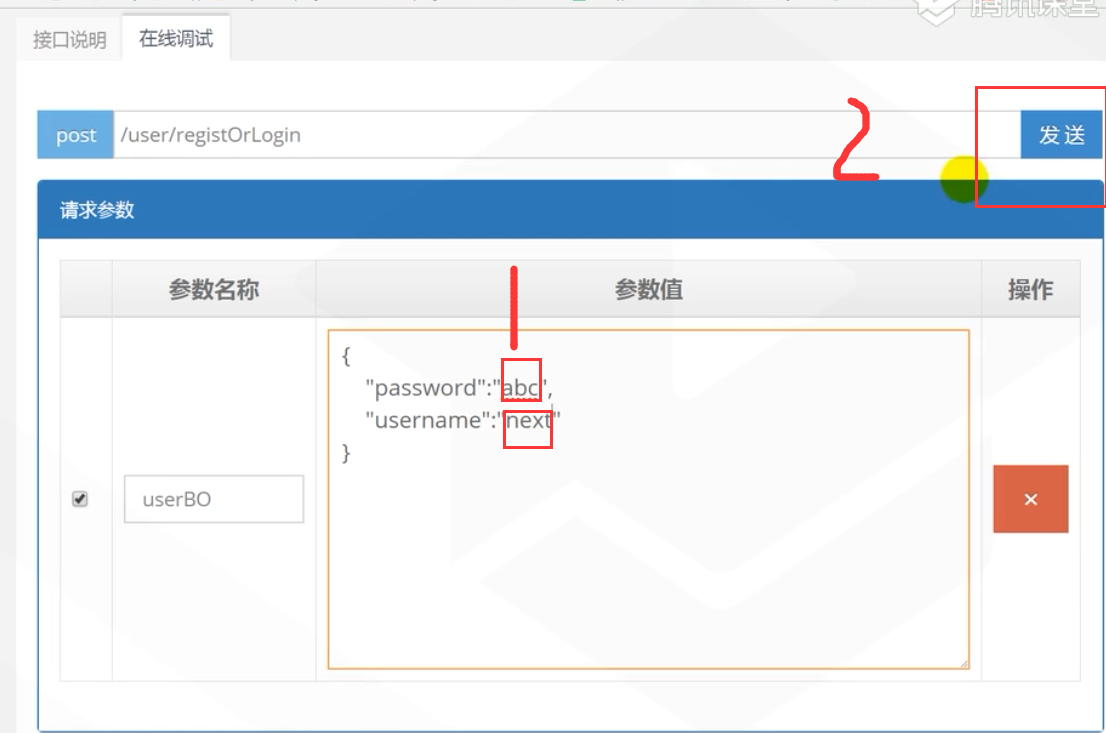 腾讯课堂
接口说明 在线调试
post /user/registOrLogin 发送
2
请求参数
参数名称 参数值 操作
1
{
"password":"abc",
"username":"next"
}
userBO ×